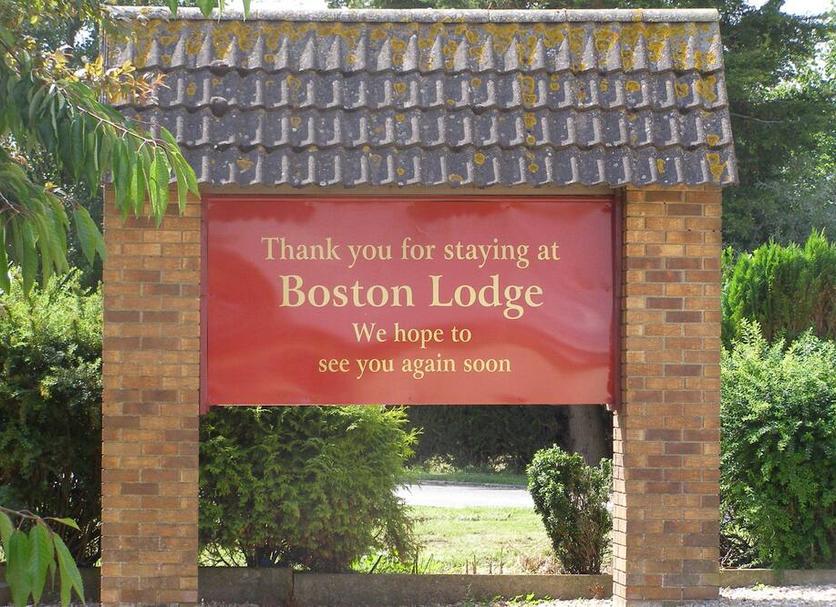 Thank you for staying at
Boston Lodge
We hope to
see you again soon